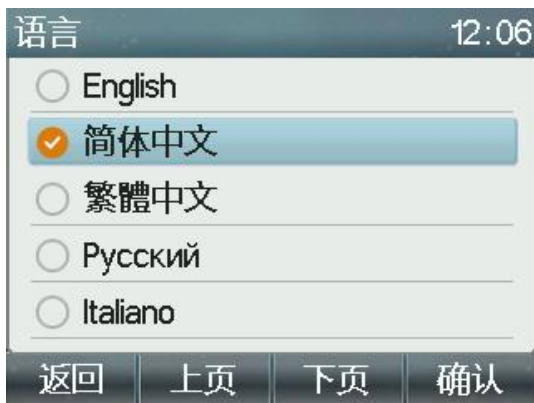 语言 12:06
English
简体中文
繁體中文
Русский
Italiano
返回 上页 下页 确认